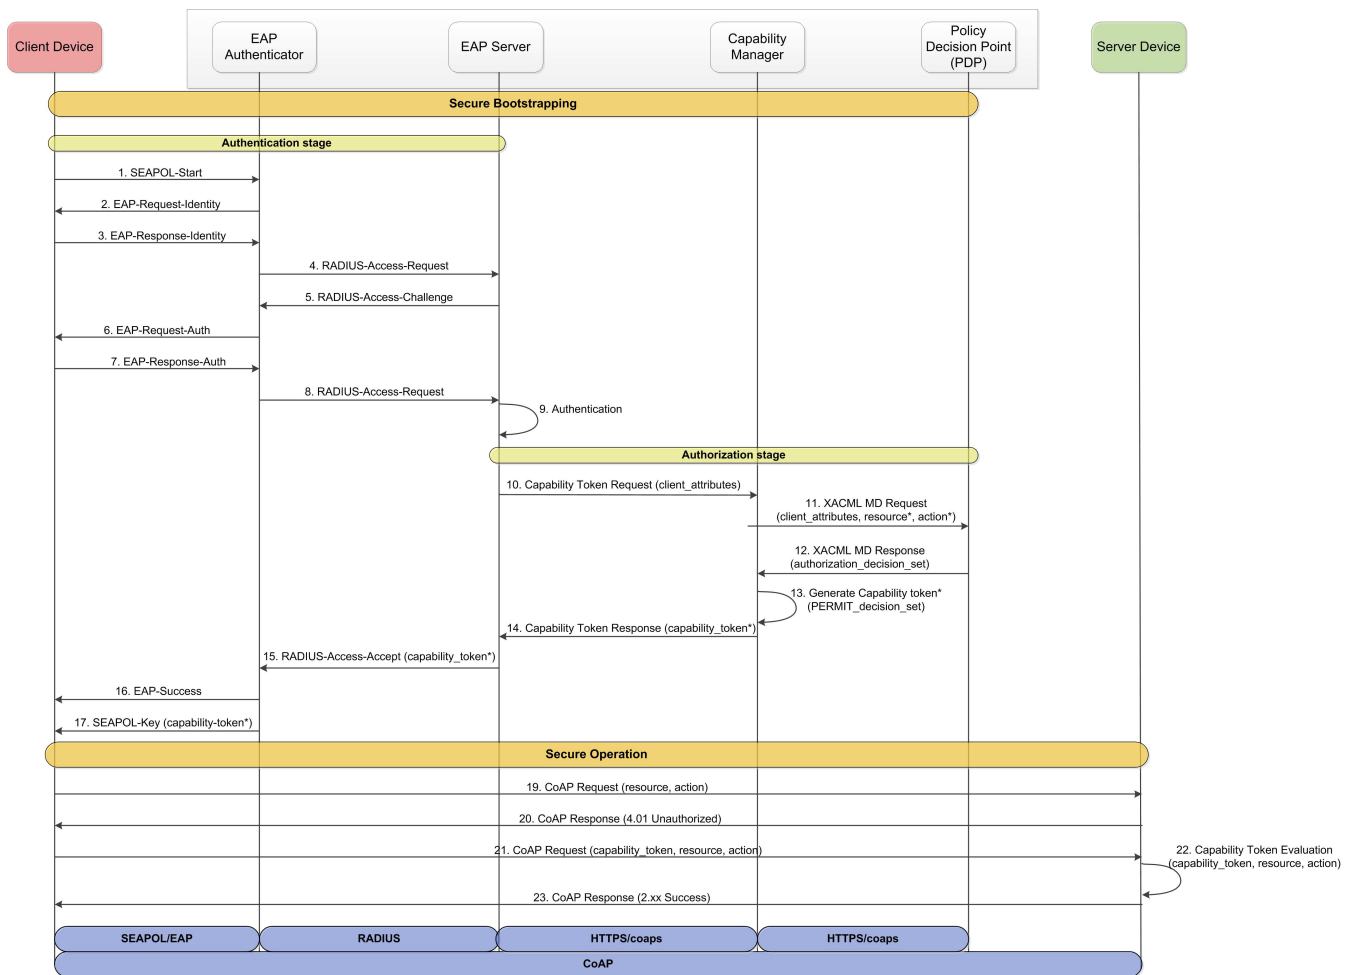 Client Device
EAP
Authenticator
EAP Server
Capability
Manager
Policy
Decision Point
(PDP)
Server Device
Secure Bootstrapping
Authentication stage
1. SEAPOL-Start
2. EAP-Request-Identity
3. EAP-Response-Identity
4. RADIUS-Access-Request
5. RADIUS-Access-Challenge
6. EAP-Request-Auth
7. EAP-Response-Auth
8. RADIUS-Access-Request
9. Authentication
Authorization stage
10. Capability Token Request (client_attributes)
11. XACML MD Request
(client_attributes, resource*, action*)
12. XACML MD Response
(authorization_decision_set)
13. Generate Capability token*
(PERMIT_decision_set)
14. Capability Token Response (capability_token*)
15. RADIUS-Access-Accept (capability_token*)
16. EAP-Success
17. SEAPOL-Key (capability-token*)
Secure Operation
19. CoAP Request (resource, action)
20. CoAP Response (4.01 Unauthorized)
21. CoAP Request (capability_token, resource, action)
22. Capability Token Evaluation
(capability_token, resource, action)
23. CoAP Response (2.xx Success)
SEAPOL/EAP
RADIUS
HTTPS/coaps
HTTPS/coaps
CoAP